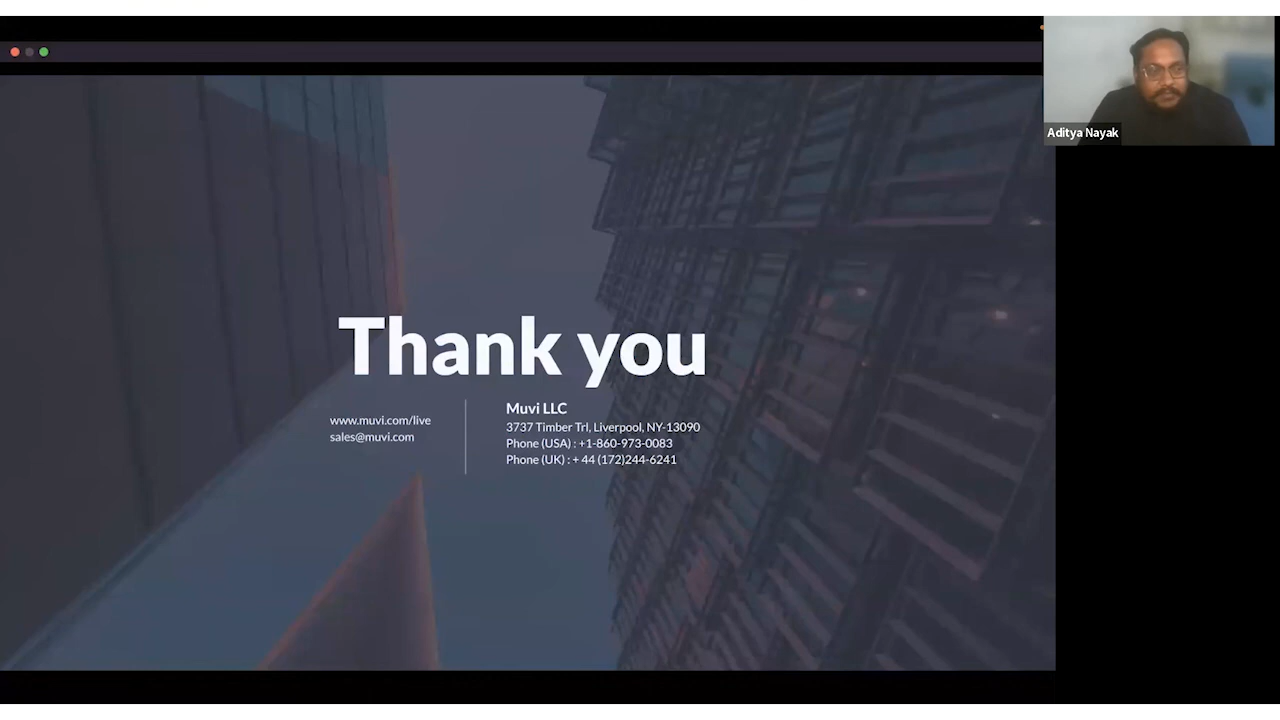 Aditya Nayak
Thank you
www.muvi.com/live
sales@muvi.com
Muvi LLC
3737 Timber Trl, Liverpool, NY-13090
Phone (USA) : +1-860-973-0083
Phone (UK) : + 44 (172)244-6241